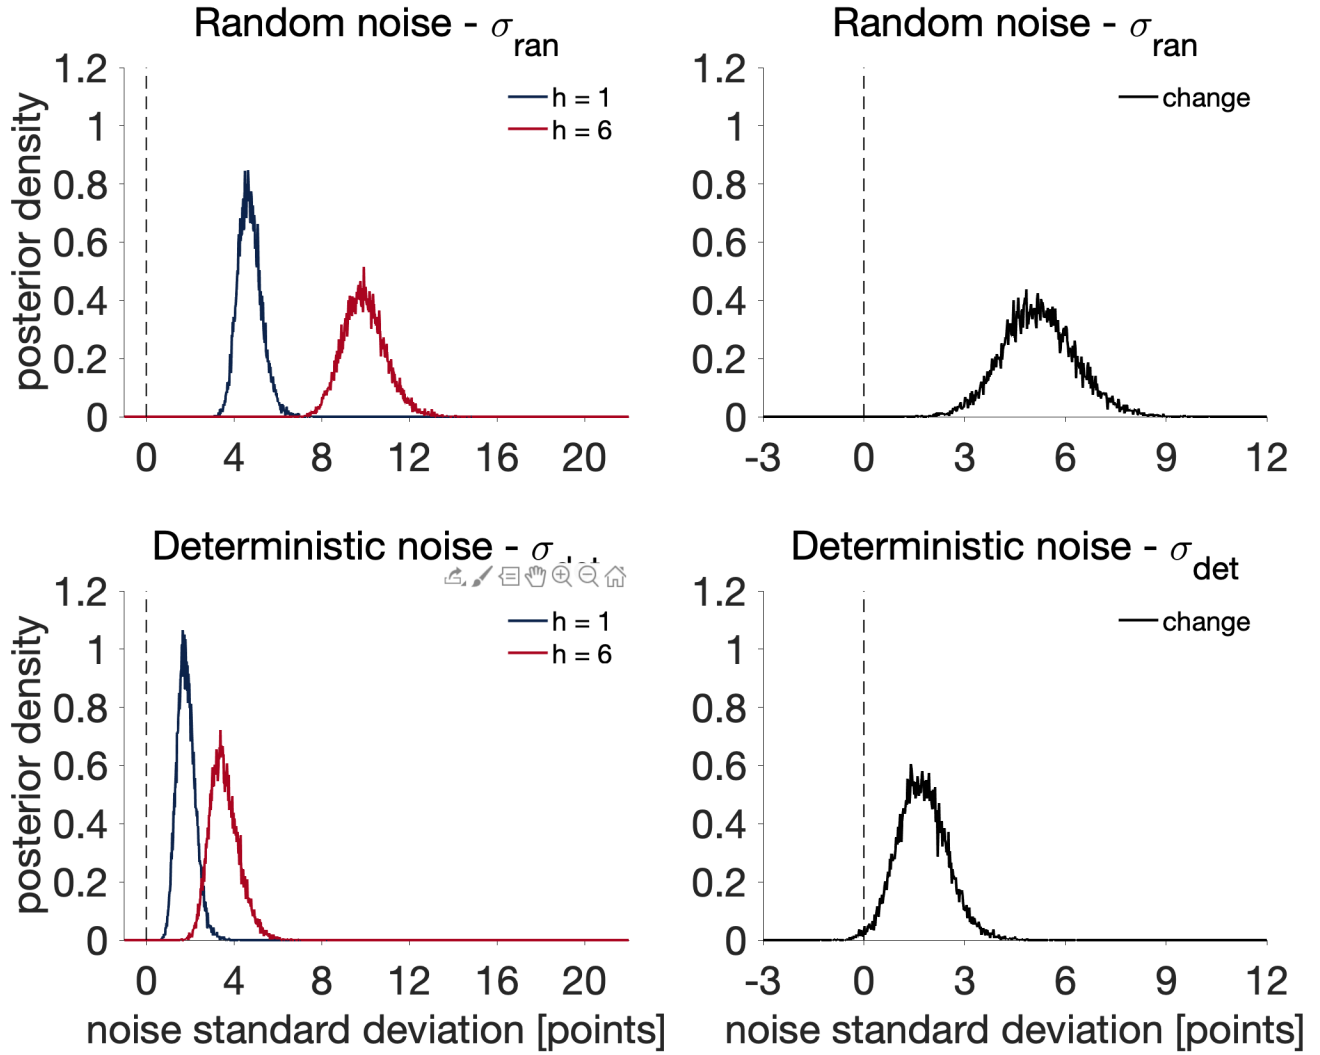 Random noise - σran
1.2
1
0.8
0.6
0.4
0.2
0
posterior density
h = 1
h = 6
0 4 8 12 16 20
Random noise - σran
1.2
1
0.8
0.6
0.4
0.2
0
change
-3 0 3 6 9 12
Deterministic noise - σ
1.2
1
0.8
0.6
0.4
0.2
0
posterior density
h = 1
h = 6
0 4 8 12 16 20
noise standard deviation [points]
Deterministic noise - σdet
1.2
1
0.8
0.6
0.4
0.2
0
change
-3 0 3 6 9 12
noise standard deviation [points]